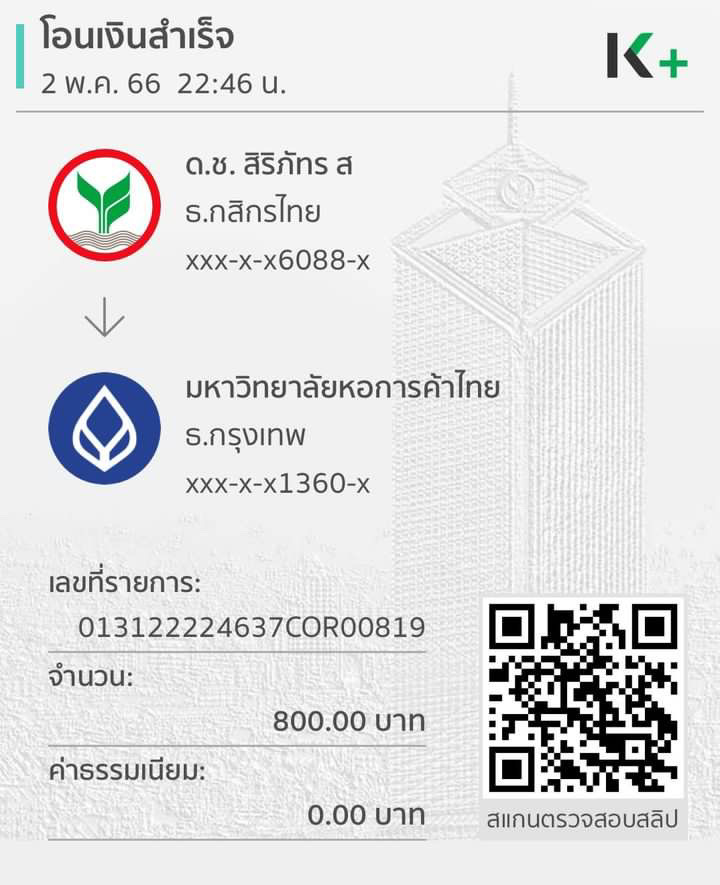 โอนเงินสำเร็จ
2 พ.ค. 66 22:46 น.
K+
ด.ช. สิริภัทร ส
ธ.กสิกรไทย
xxx-x-x6088-x
มหาวิทยาลัยหอการค้าไทย
ธ.กรุงเทพ
xxx-x-x1360-x
เลขที่รายการ:
013122224637COR00819
จำนวน:
800.00 บาท
ค่าธรรมเนียม:
0.00 บาท
สแกนตรวจสอบสลิป